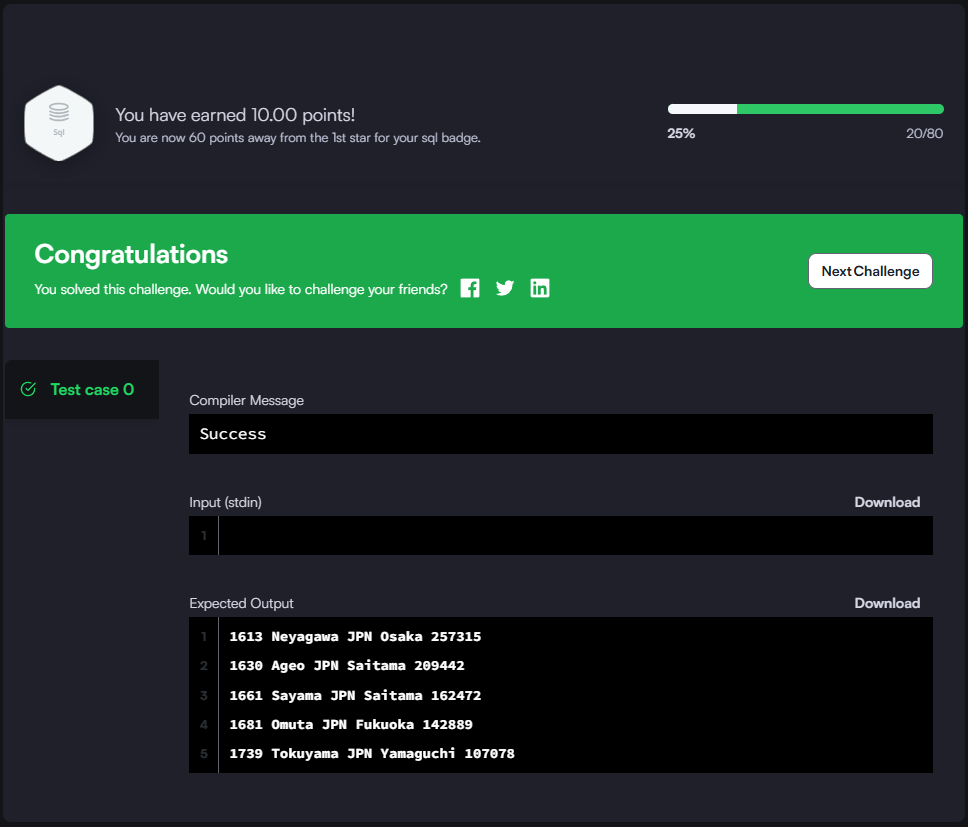 Sql
You have earned 10.00 points!
You are now 60 points away from the 1st star for your sql badge.
25%
20/80
Congratulations
You solved this challenge. Would you like to challenge your friends?
Next Challenge
Test case 0
Compiler Message
Success
Input (stdin)
Download
1
Expected Output
Download
1 1613 Neyagawa JPN Osaka 257315
2 1630 Ageo JPN Saitama 209442
3 1661 Sayama JPN Saitama 162472
4 1681 Omuta JPN Fukuoka 142889
5 1739 Tokuyama JPN Yamaguchi 107078